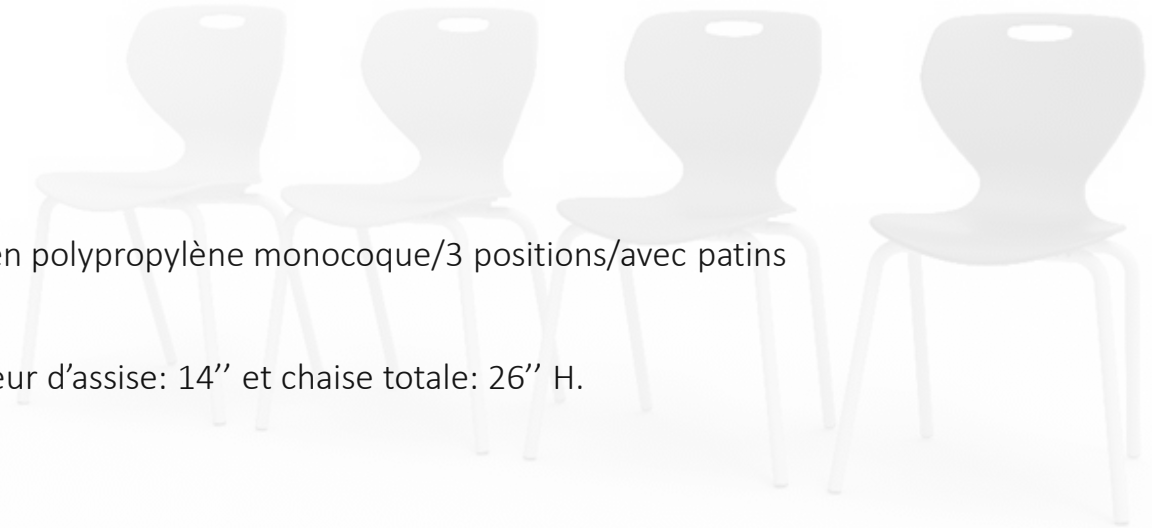 en polypropylène monocoque/3 positions/avec patins
eur d’assise: 14’’ et chaise totale: 26’’ H.